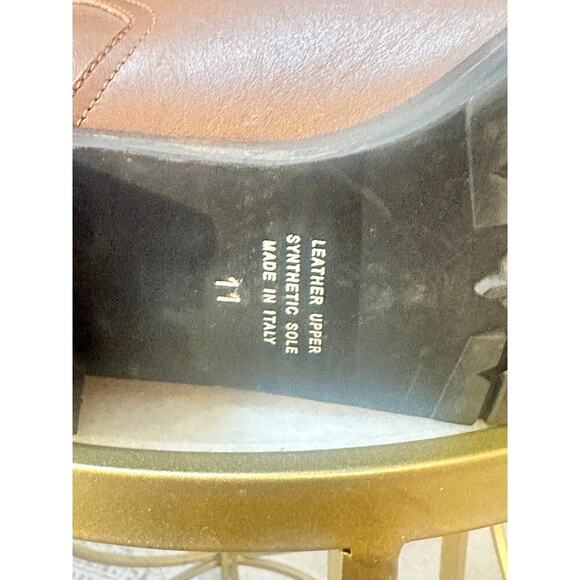 LEATHER UPPER
SYNTHETIC SOLE
MADE IN ITALY
11